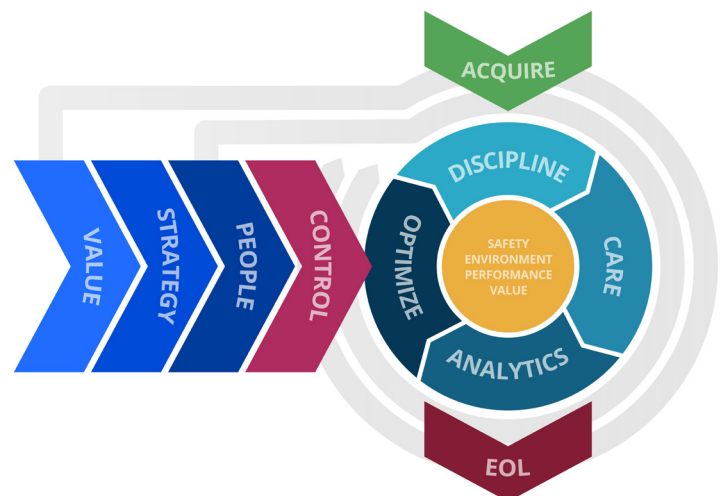 ACQUIRE
VALUE
STRATEGY
PEOPLE
CONTROL
DISCIPLINE
CARE
ANALYTICS
OPTIMIZE
SAFETY
ENVIRONMENT
PERFORMANCE
VALUE
EOL